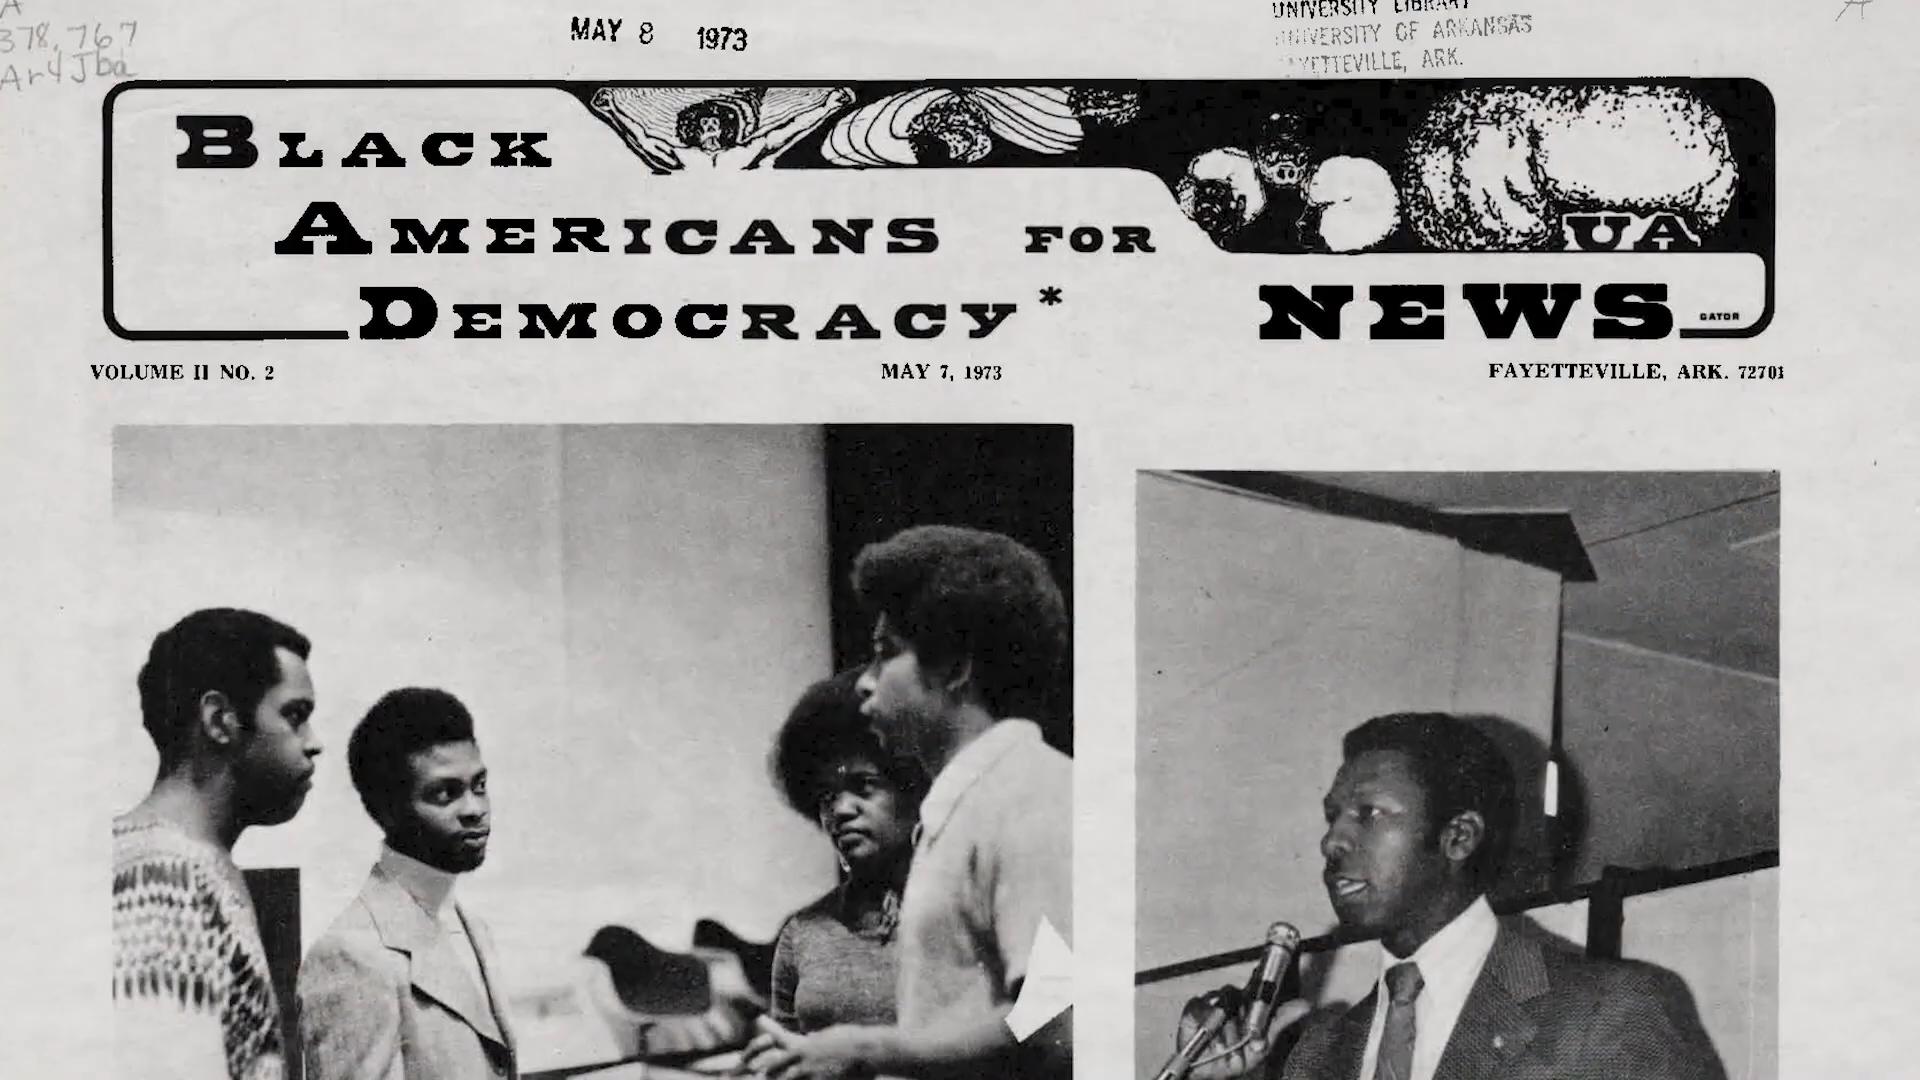 A
378.767
Ar4Jba
MAY 8 1973
UNIVERSITY LIBRARY
UNIVERSITY OF ARKANSAS
FAYETTEVILLE, ARK.
BLACK
AMERICANS FOR
UA
DEMOCRACY* NEWS
GATOR
VOLUME II NO. 2 MAY 7, 1973 FAYETTEVILLE, ARK. 72701